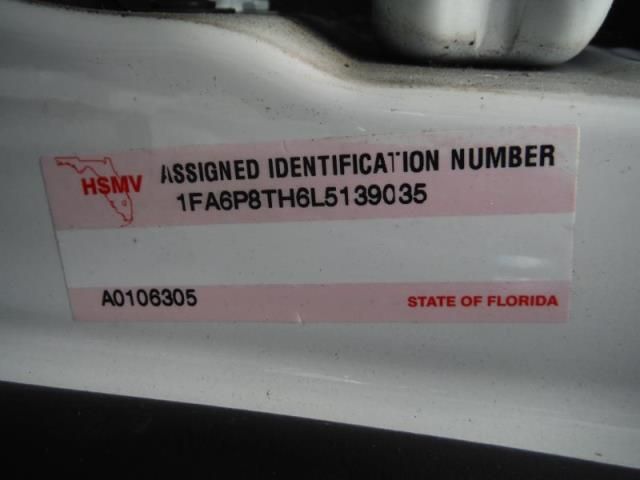 HSMV
ASSIGNED IDENTIFICATION NUMBER
1FA6P8TH6L5139035
A0106305
STATE OF FLORIDA